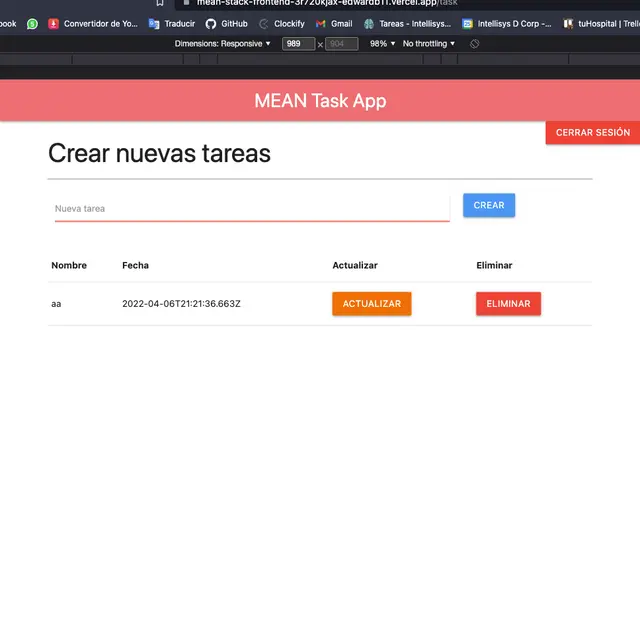 mean-stack-frontend-3r720kjax-edwardb11.vercel.app/task
book Convertidor de Yo... Traducir GitHub Clockify Gmail Tareas - Intellisys... Intellisys D Corp -... tuHospital | Trell
Dimensions: Responsive ▼ 989 x 904 98% ▼ No throttling ▼
MEAN Task App
CERRAR SESIÓN
Crear nuevas tareas
Nueva tarea
CREAR
Nombre Fecha Actualizar Eliminar
aa 2022-04-06T21:21:36.663Z ACTUALIZAR ELIMINAR